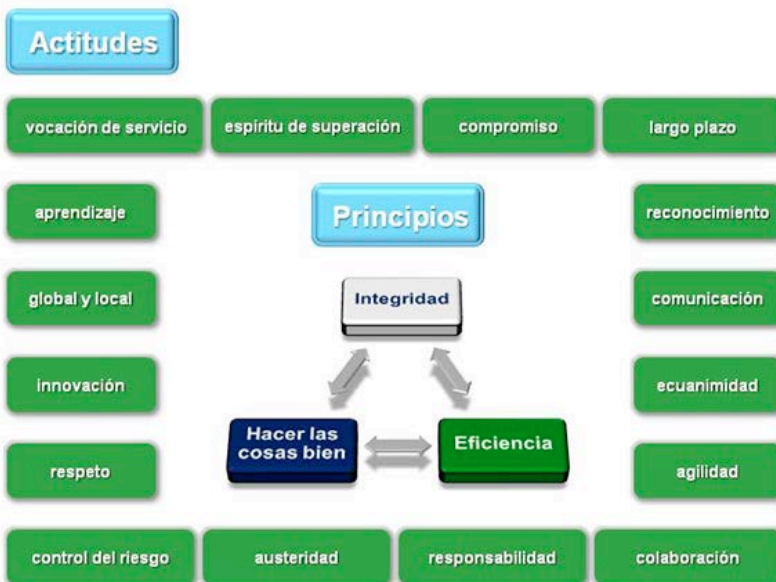 Actitudes
vocación de servicio
espíritu de superación
compromiso
largo plazo
aprendizaje
Principios
reconocimiento
global y local
Integridad
comunicación
innovación
ecuanimidad
Hacer las
cosas bien
Eficiencia
respeto
agilidad
control del riesgo
austeridad
responsabilidad
colaboración